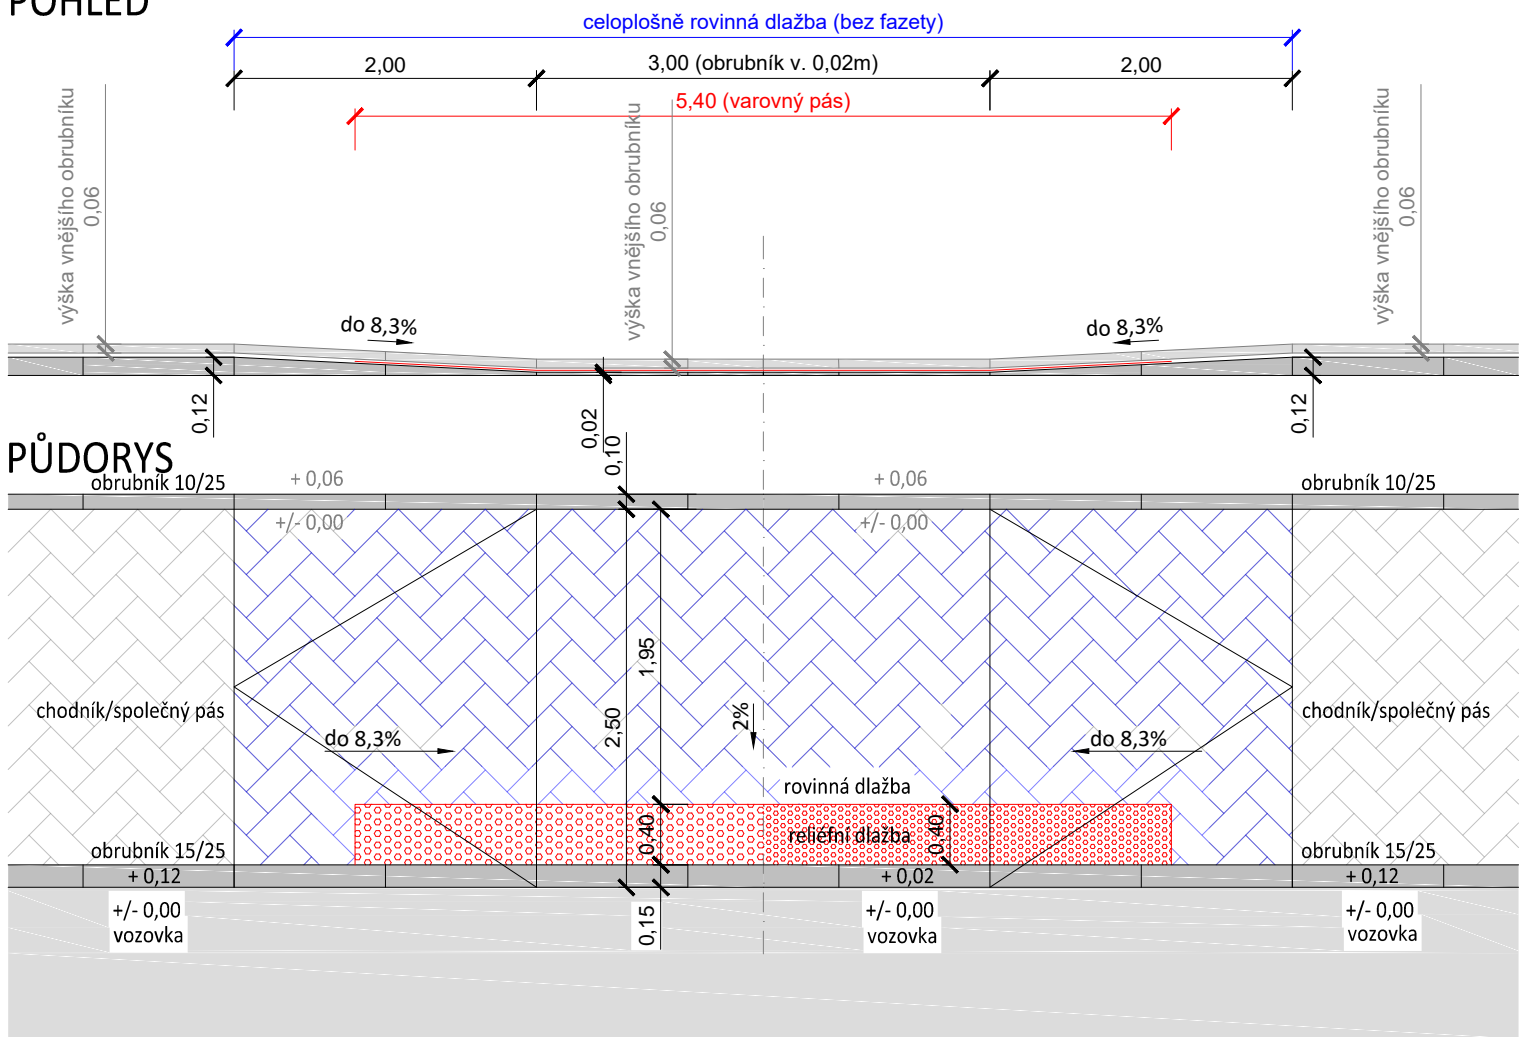 POHLED
celoplošně rovinná dlažba (bez fazety)
2,00
3,00 (obrubník v. 0,02m)
2,00
5,40 (varovný pás)
výška vnějšího obrubníku
0,06
výška vnějšího obrubníku
0,06
výška vnějšího obrubníku
0,06
do 8,3%
do 8,3%
0,12
0,02
0,12
PŮDORYS
0,10
obrubník 10/25
+ 0,06
+ 0,06
obrubník 10/25
+/- 0,00
+/- 0,00
1,95
2,50
2%
chodník/společný pás
chodník/společný pás
do 8,3%
do 8,3%
rovinná dlažba
0,40
reliéfní dlažba
0,40
obrubník 15/25
obrubník 15/25
+ 0,12
+ 0,02
+ 0,12
+/- 0,00
vozovka
0,15
+/- 0,00
vozovka
+/- 0,00
vozovka